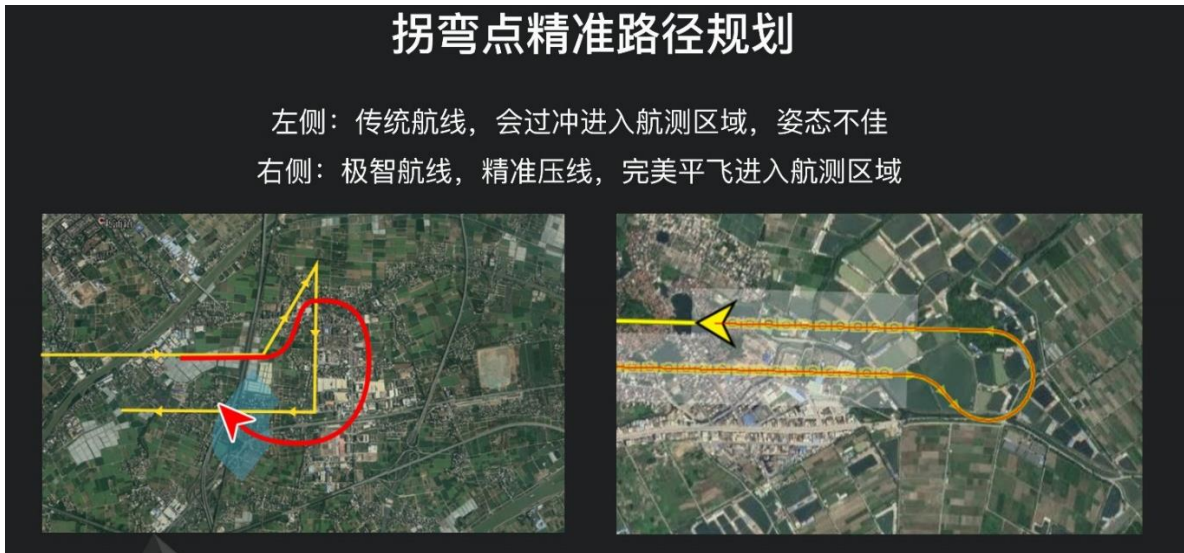 拐弯点精准路径规划
左侧：传统航线，会过冲进入航测区域，姿态不佳
右侧：极智航线，精准压线，完美平飞进入航测区域